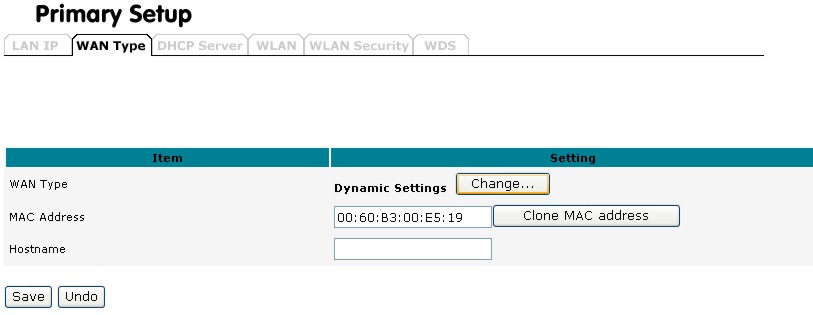 Primary Setup
LAN IP WAN Type DHCP Server WLAN WLAN Security WDS
Item Setting
WAN Type Dynamic Settings Change...
MAC Address 00:60:B3:00:E5:19 Clone MAC address
Hostname
Save Undo